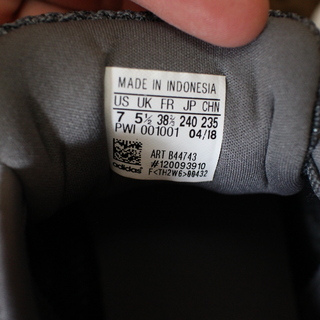 MADE IN INDONESIA
US UK FR JP CHN
7 5½ 38⅔ 240 235
PWI 001001 04/18
ART B44743
#120093910
adidas F<TH2W6>00432